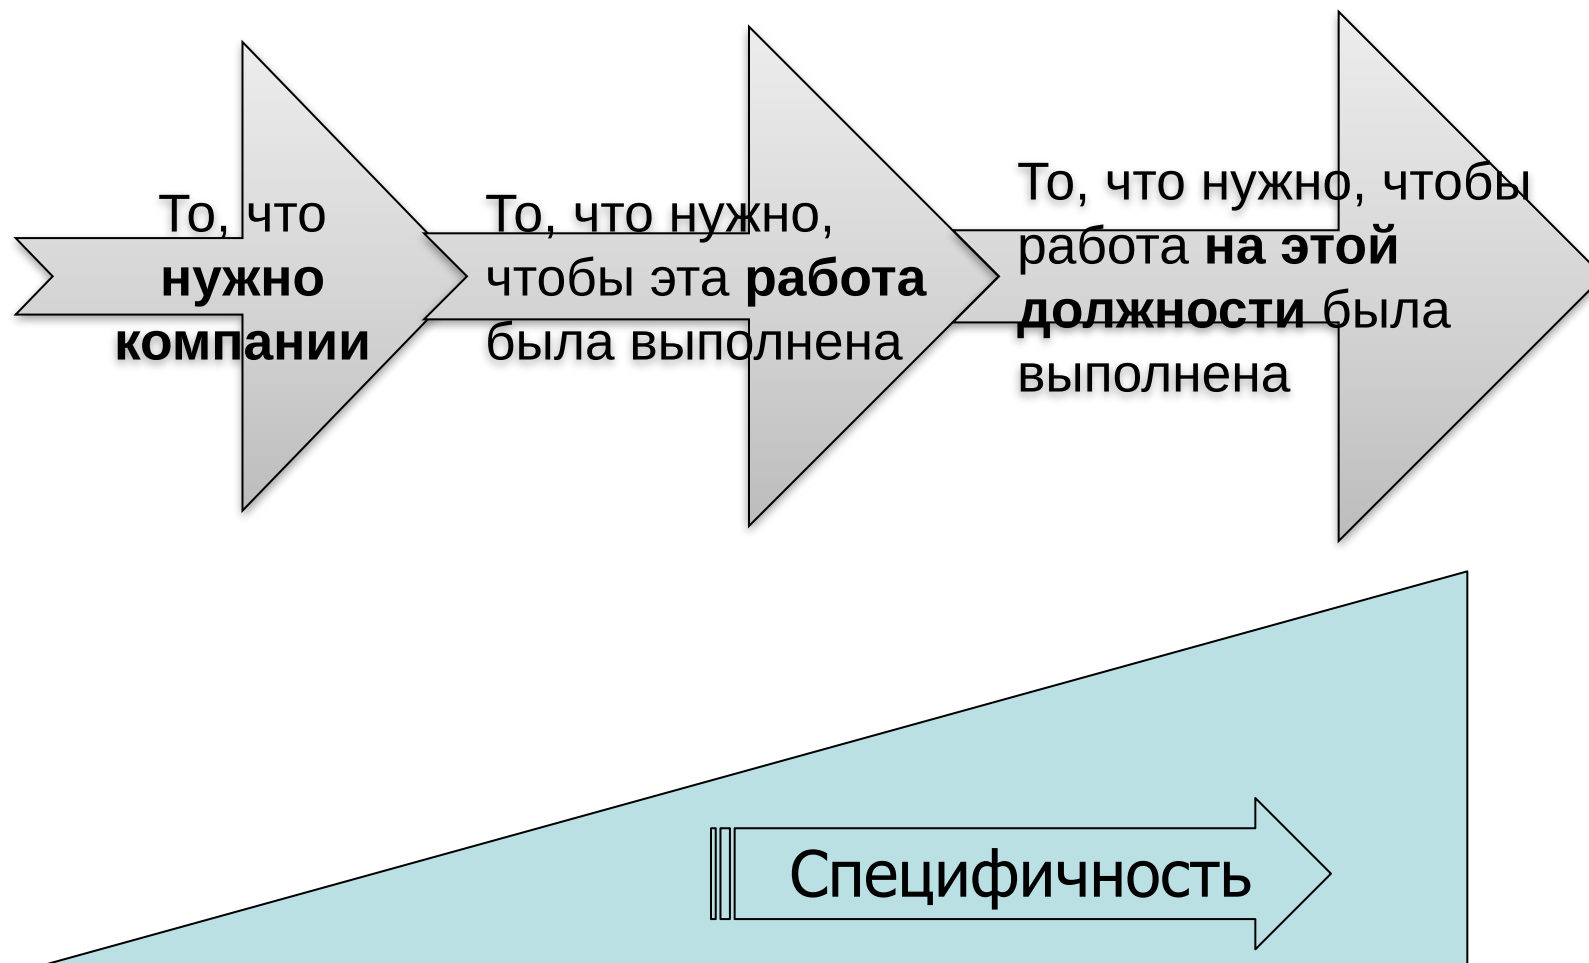 То, что
нужно
компании
То, что нужно,
чтобы эта работа
была выполнена
То, что нужно, чтобы
работа на этой
должности была
выполнена
Специфичность